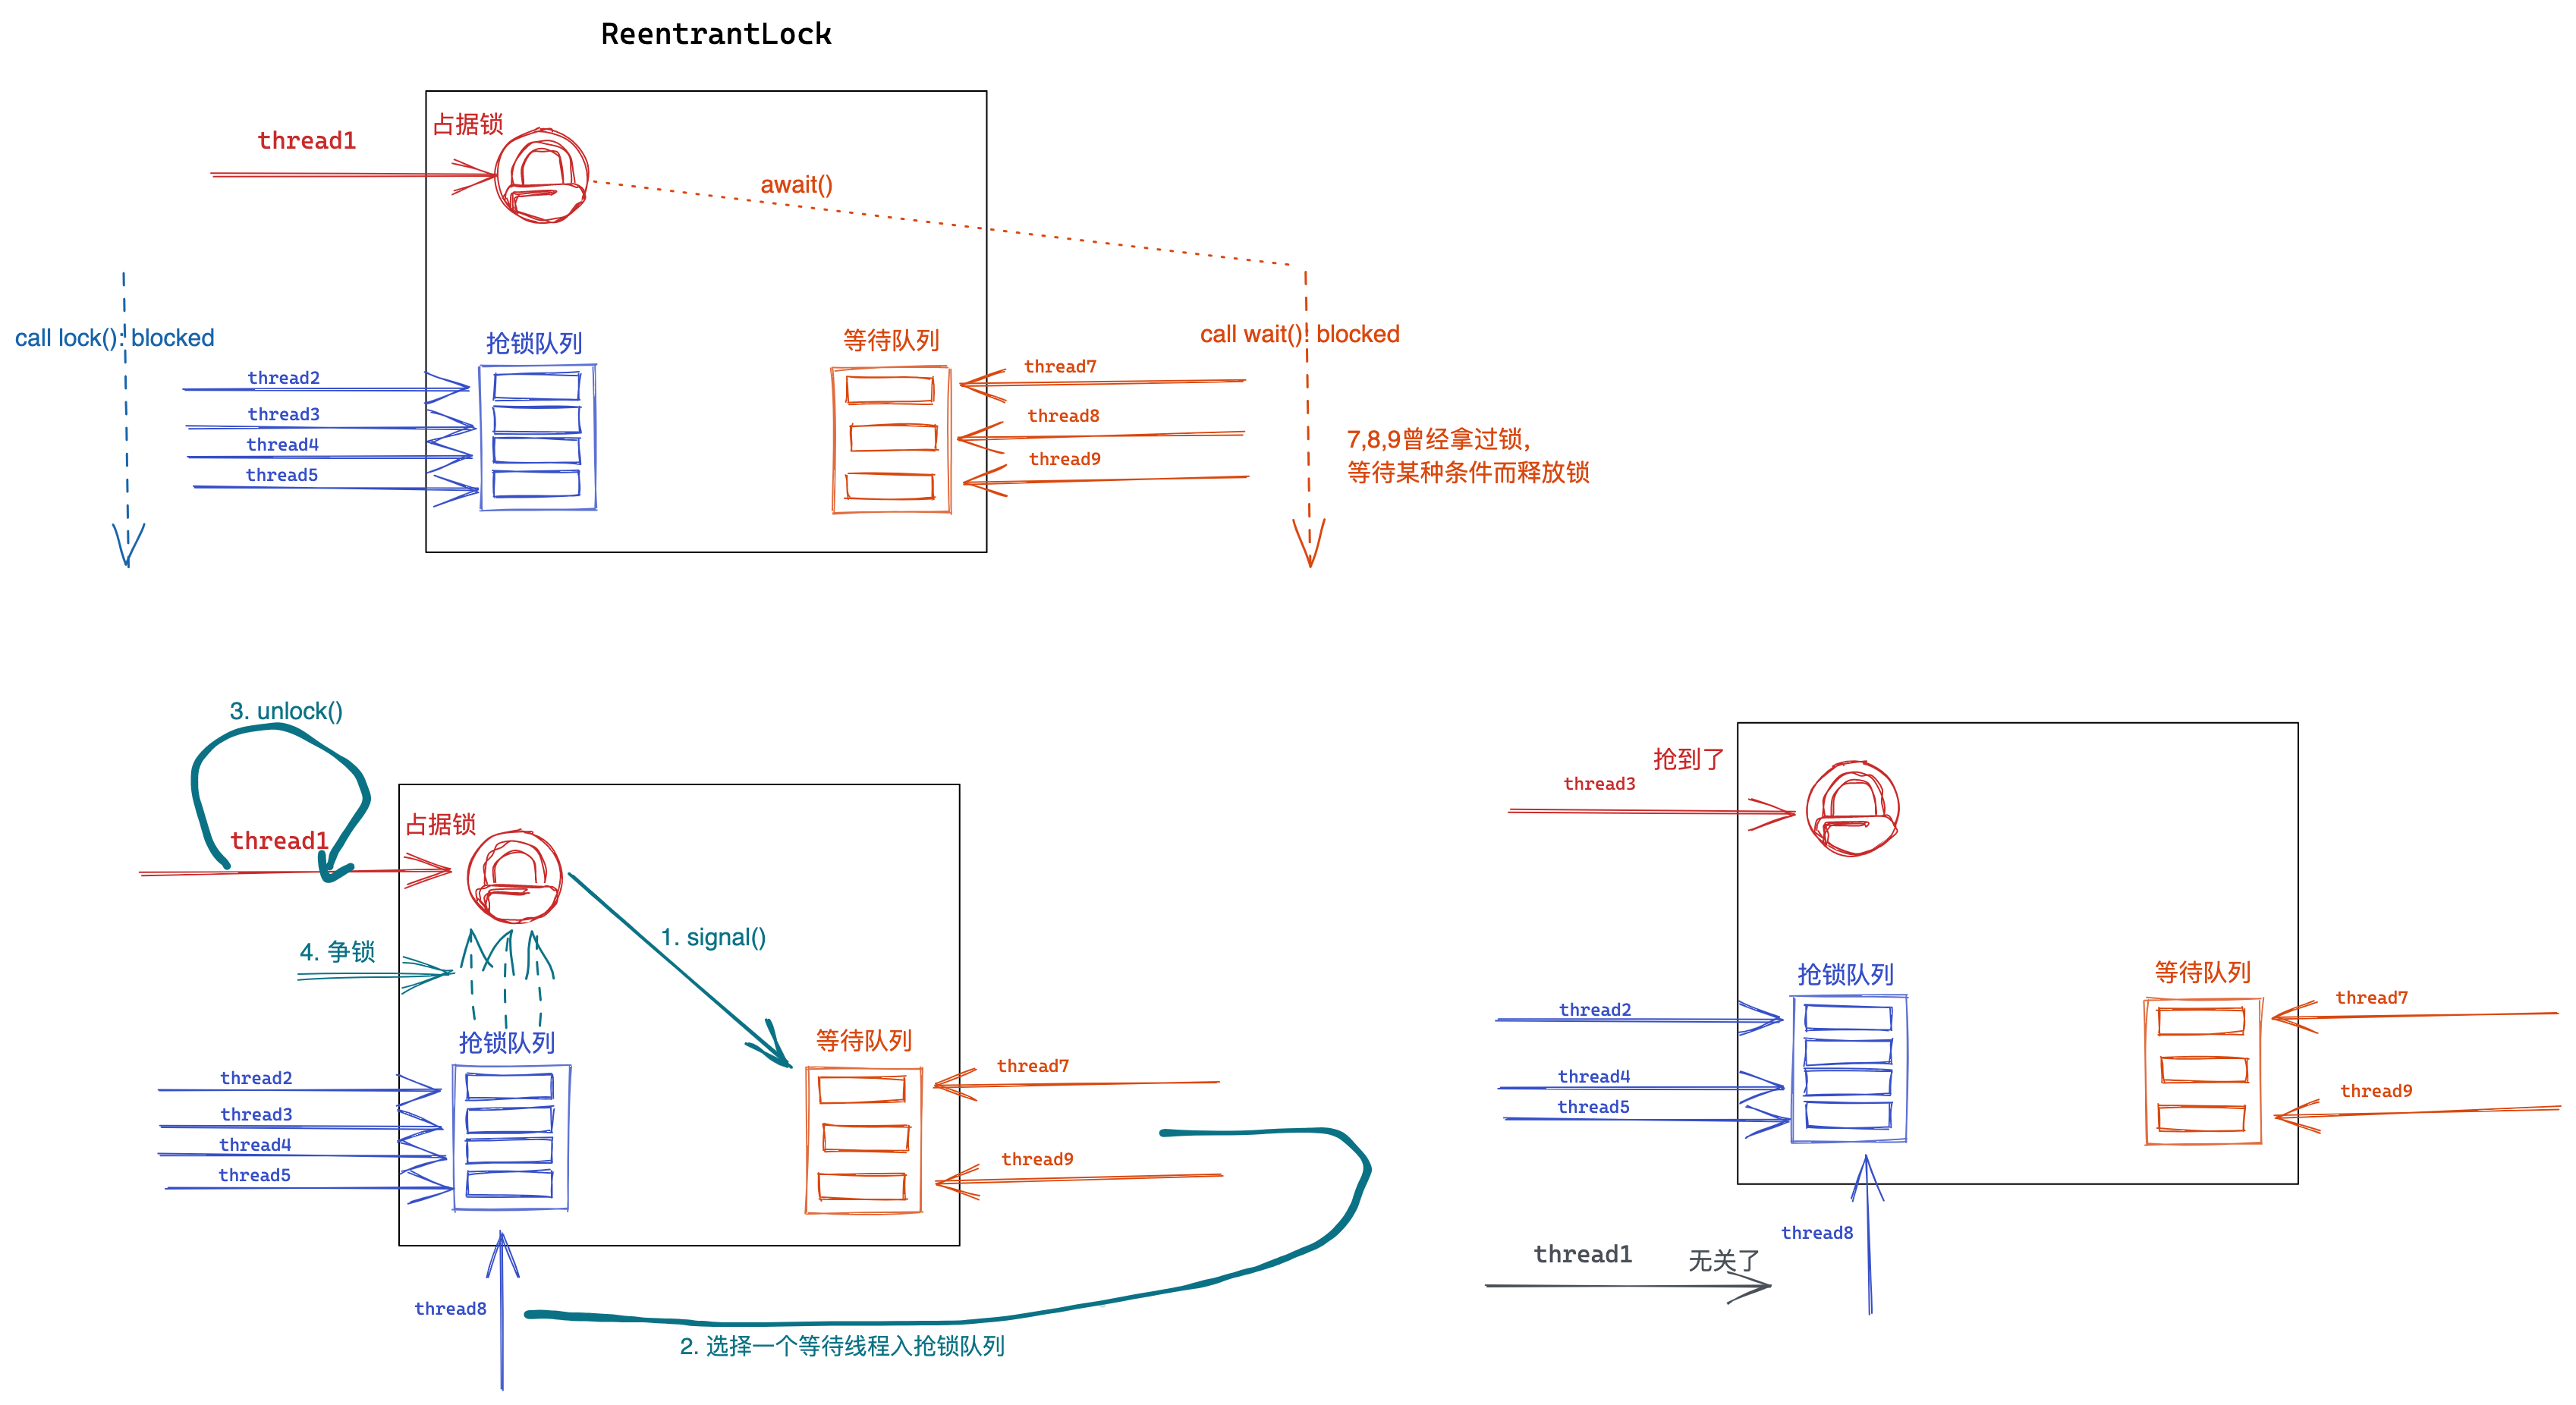 ReentrantLock
占据锁
thread1
await()
call lock(): blocked
抢锁队列
thread2
thread3
thread4
thread5
等待队列
call wait(): blocked
thread7
thread8
thread9
7,8,9曾经拿过锁,
等待某种条件而释放锁
3. unlock()
占据锁
thread1
1. signal()
4. 争锁
抢锁队列
thread2
thread3
thread4
thread5
等待队列
thread7
thread9
thread8
2. 选择一个等待线程入抢锁队列
抢到了
thread3
抢锁队列
thread2
thread4
thread5
等待队列
thread7
thread9
thread8
thread1
无关了